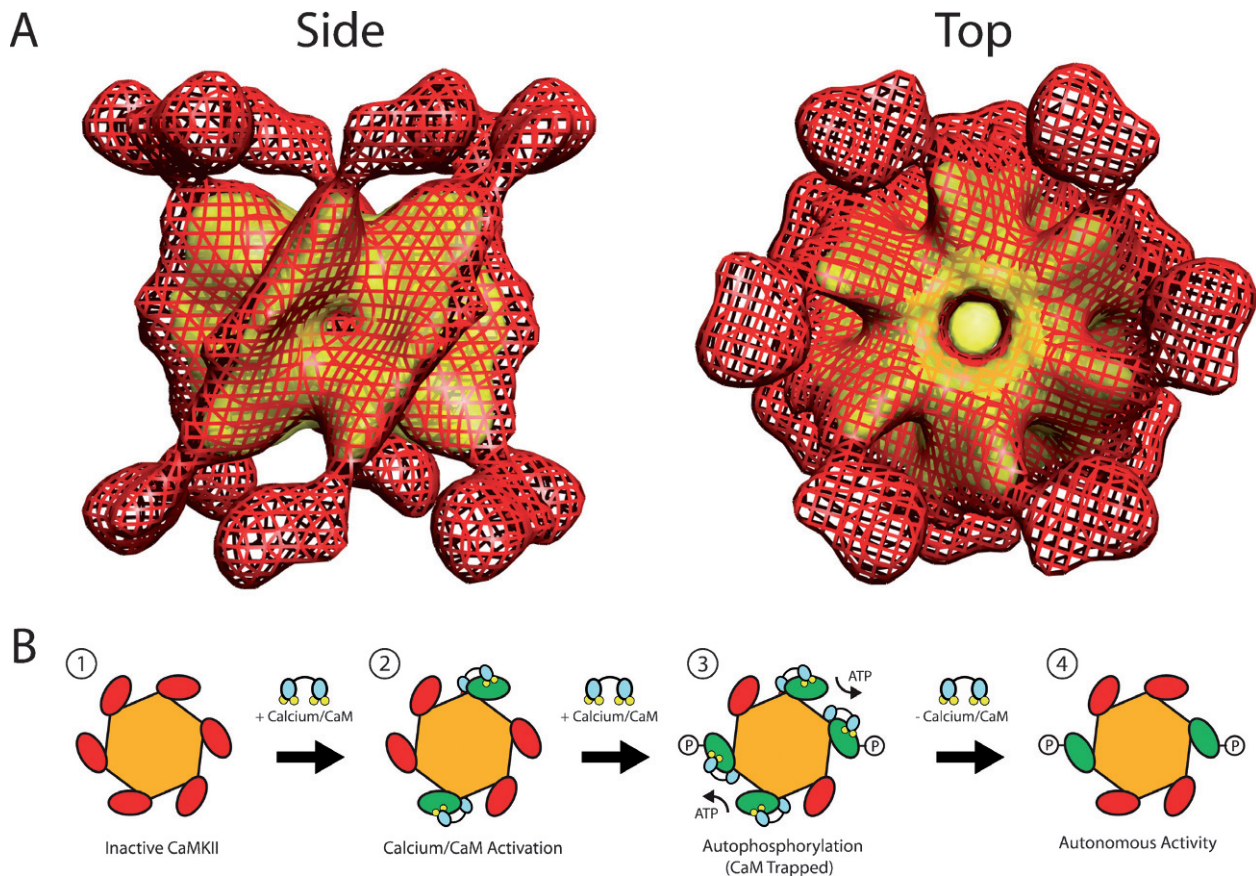 A
Side
Top
B
1
2
3
4
+ Calcium/CaM
+ Calcium/CaM
- Calcium/CaM
ATP
P
P
ATP
P
P
Inactive CaMKII
Calcium/CaM Activation
Autophosphorylation
(CaM Trapped)
Autonomous Activity